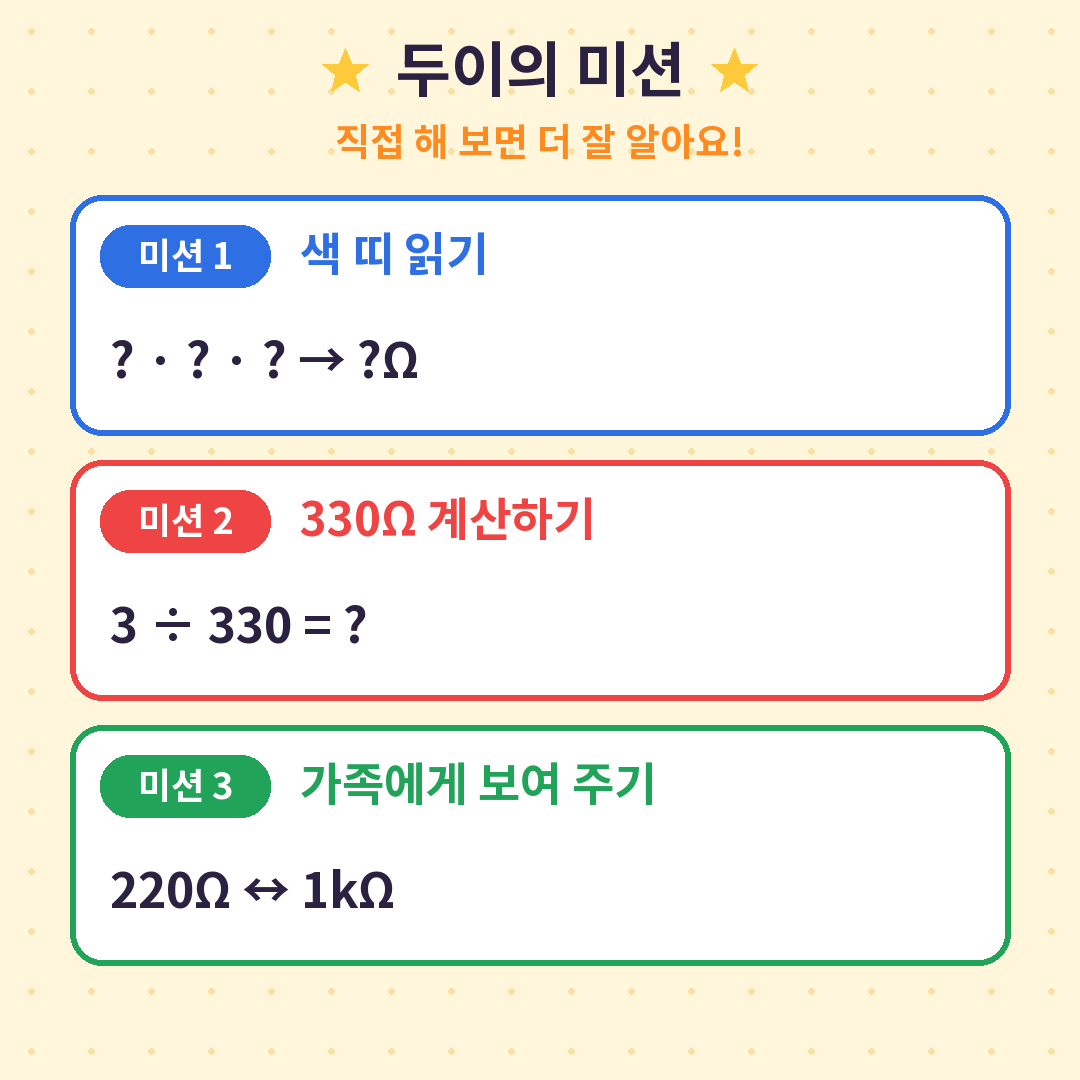 두이의 미션
직접 해 보면 더 잘 알아요!
미션 1 색 띠 읽기
? · ? · ? → ?Ω
미션 2 330Ω 계산하기
3 ÷ 330 = ?
미션 3 가족에게 보여 주기
220Ω ↔ 1kΩ